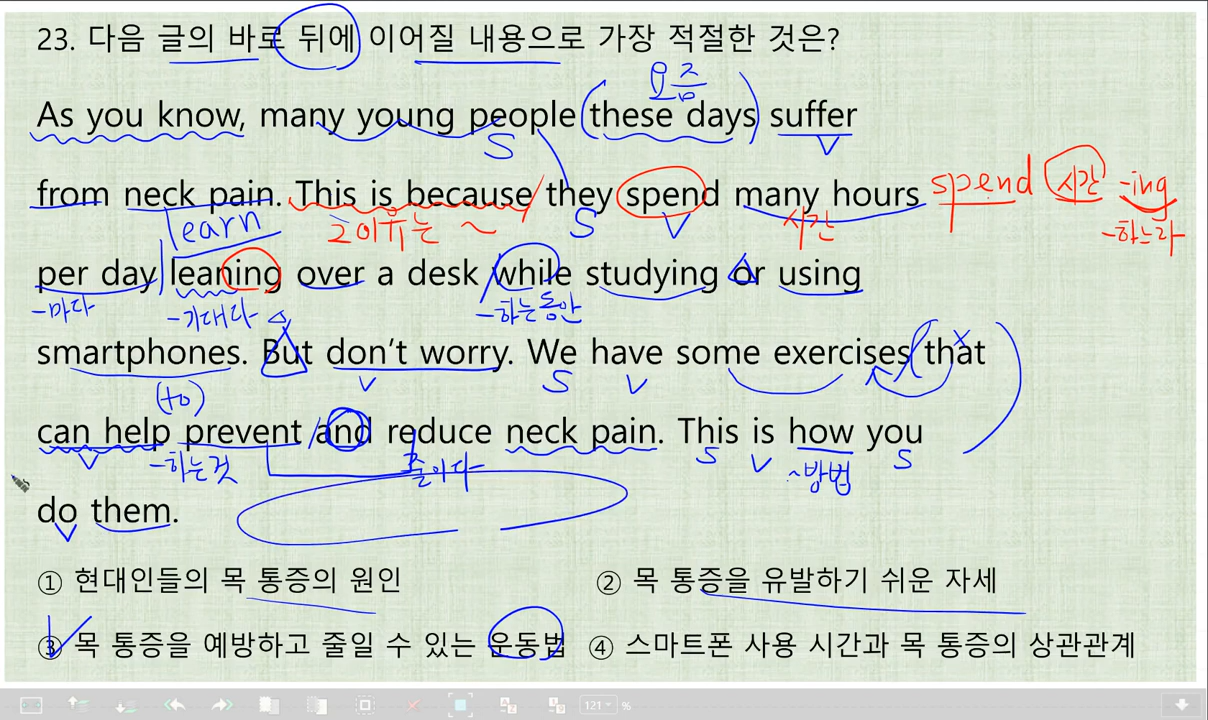 23. 다음 글의 바로 뒤에 이어질 내용으로 가장 적절한 것은?
요즘
As you know, many young people (these days) suffer
S V
from neck pain. This is because they spend many hours spend 시간 -ing
learn 그 이유는 ~ S V 시간 -하는라
per day leaning over a desk while studying or using
-마다 -기대다 -하는동안
smartphones. But don't worry. We have some exercises (that
(to) V S V X
can help prevent and reduce neck pain. This is how you
V -하는것 줄이다 S V ~방법 S
do them.
V
① 현대인들의 목 통증의 원인 ② 목 통증을 유발하기 쉬운 자세
③ 목 통증을 예방하고 줄일 수 있는 운동법 ④ 스마트폰 사용 시간과 목 통증의 상관관계
121 %